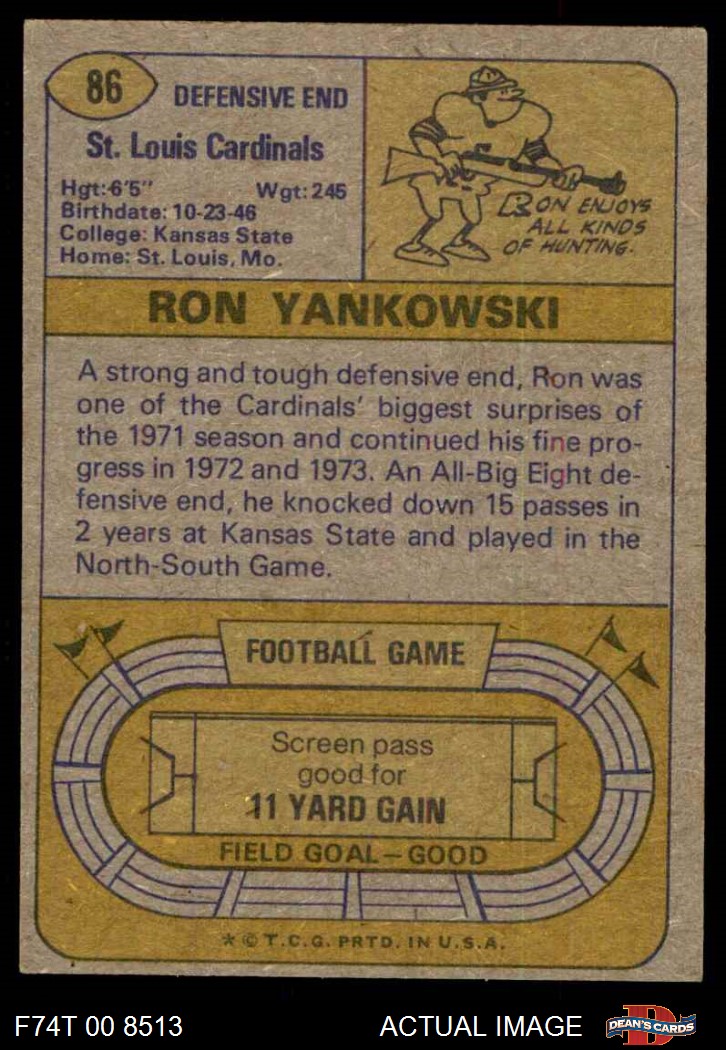 86
DEFENSIVE END
St. Louis Cardinals
Hgt:6'5" Wgt:245
Birthdate: 10-23-46
College: Kansas State
Home: St. Louis, Mo.
RON ENJOYS
ALL KINDS
OF HUNTING.
RON YANKOWSKI
A strong and tough defensive end, Ron was
one of the Cardinals' biggest surprises of
the 1971 season and continued his fine pro-
gress in 1972 and 1973. An All-Big Eight de-
fensive end, he knocked down 15 passes in
2 years at Kansas State and played in the
North-South Game.
FOOTBALL GAME
Screen pass
good for
11 YARD GAIN
FIELD GOAL—GOOD
* © T.C.G. PRTD. IN U.S.A.
F74T 00 8513
ACTUAL IMAGE
D
DEAN'S CARDS